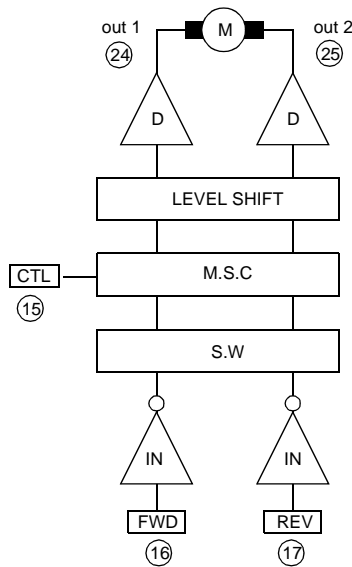 out 1
M
out 2
24
25
D
D
LEVEL SHIFT
CTL
M.S.C
15
S.W
IN
IN
FWD
REV
16
17